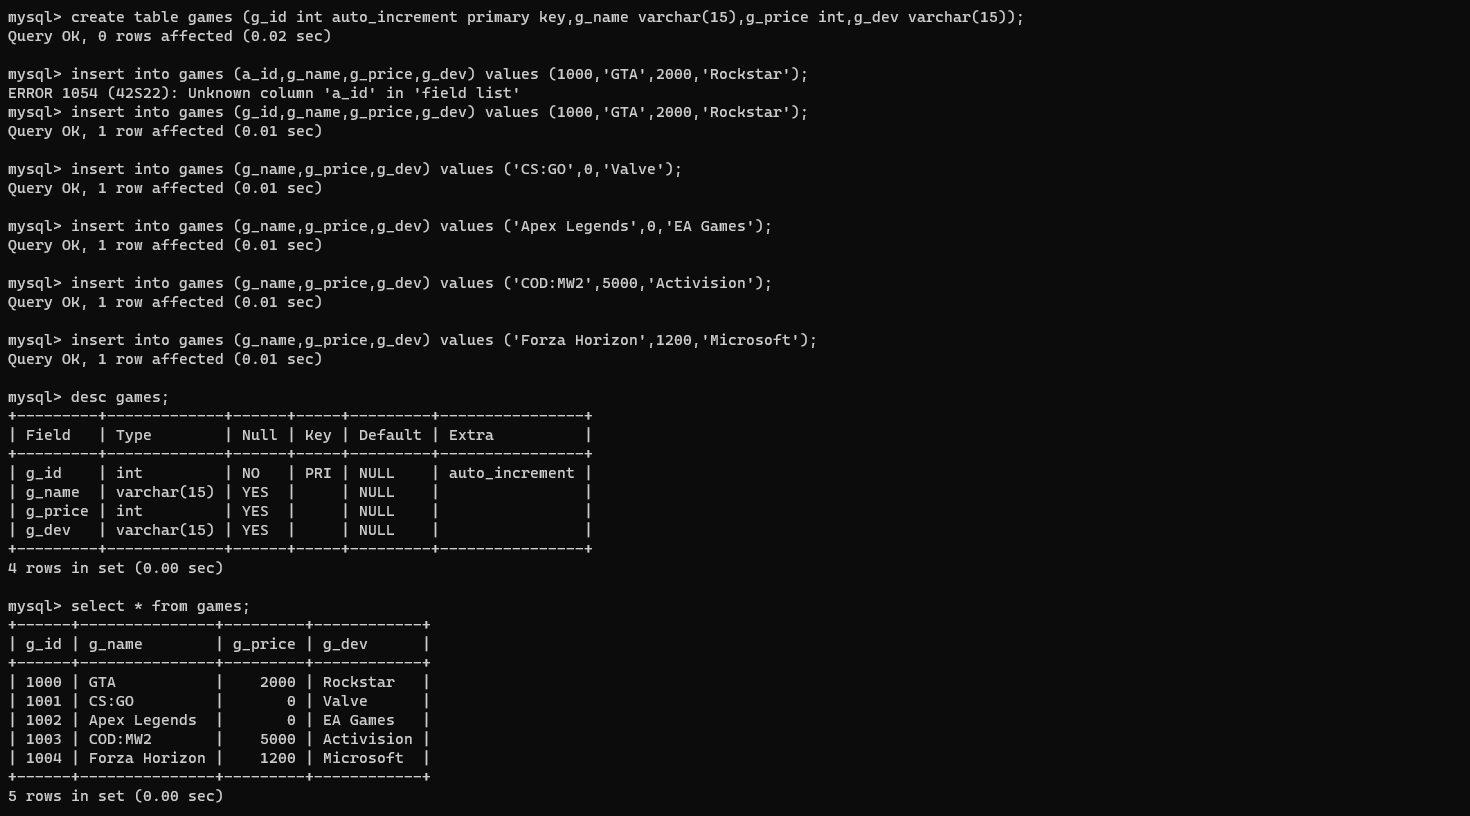 mysql> create table games (g_id int auto_increment primary key,g_name varchar(15),g_price int,g_dev varchar(15));
Query OK, 0 rows affected (0.02 sec)

mysql> insert into games (a_id,g_name,g_price,g_dev) values (1000,'GTA',2000,'Rockstar');
ERROR 1054 (42S22): Unknown column 'a_id' in 'field list'
mysql> insert into games (g_id,g_name,g_price,g_dev) values (1000,'GTA',2000,'Rockstar');
Query OK, 1 row affected (0.01 sec)

mysql> insert into games (g_name,g_price,g_dev) values ('CS:GO',0,'Valve');
Query OK, 1 row affected (0.01 sec)

mysql> insert into games (g_name,g_price,g_dev) values ('Apex Legends',0,'EA Games');
Query OK, 1 row affected (0.01 sec)

mysql> insert into games (g_name,g_price,g_dev) values ('COD:MW2',5000,'Activision');
Query OK, 1 row affected (0.01 sec)

mysql> insert into games (g_name,g_price,g_dev) values ('Forza Horizon',1200,'Microsoft');
Query OK, 1 row affected (0.01 sec)

mysql> desc games;
+---------+-------------+------+-----+---------+----------------+
| Field   | Type        | Null | Key | Default | Extra          |
+---------+-------------+------+-----+---------+----------------+
| g_id    | int         | NO   | PRI | NULL    | auto_increment |
| g_name  | varchar(15) | YES  |     | NULL    |                |
| g_price | int         | YES  |     | NULL    |                |
| g_dev   | varchar(15) | YES  |     | NULL    |                |
+---------+-------------+------+-----+---------+----------------+
4 rows in set (0.00 sec)

mysql> select * from games;
+------+---------------+---------+------------+
| g_id | g_name        | g_price | g_dev      |
+------+---------------+---------+------------+
| 1000 | GTA           |    2000 | Rockstar   |
| 1001 | CS:GO         |       0 | Valve      |
| 1002 | Apex Legends  |       0 | EA Games   |
| 1003 | COD:MW2       |    5000 | Activision |
| 1004 | Forza Horizon |    1200 | Microsoft  |
+------+---------------+---------+------------+
5 rows in set (0.00 sec)